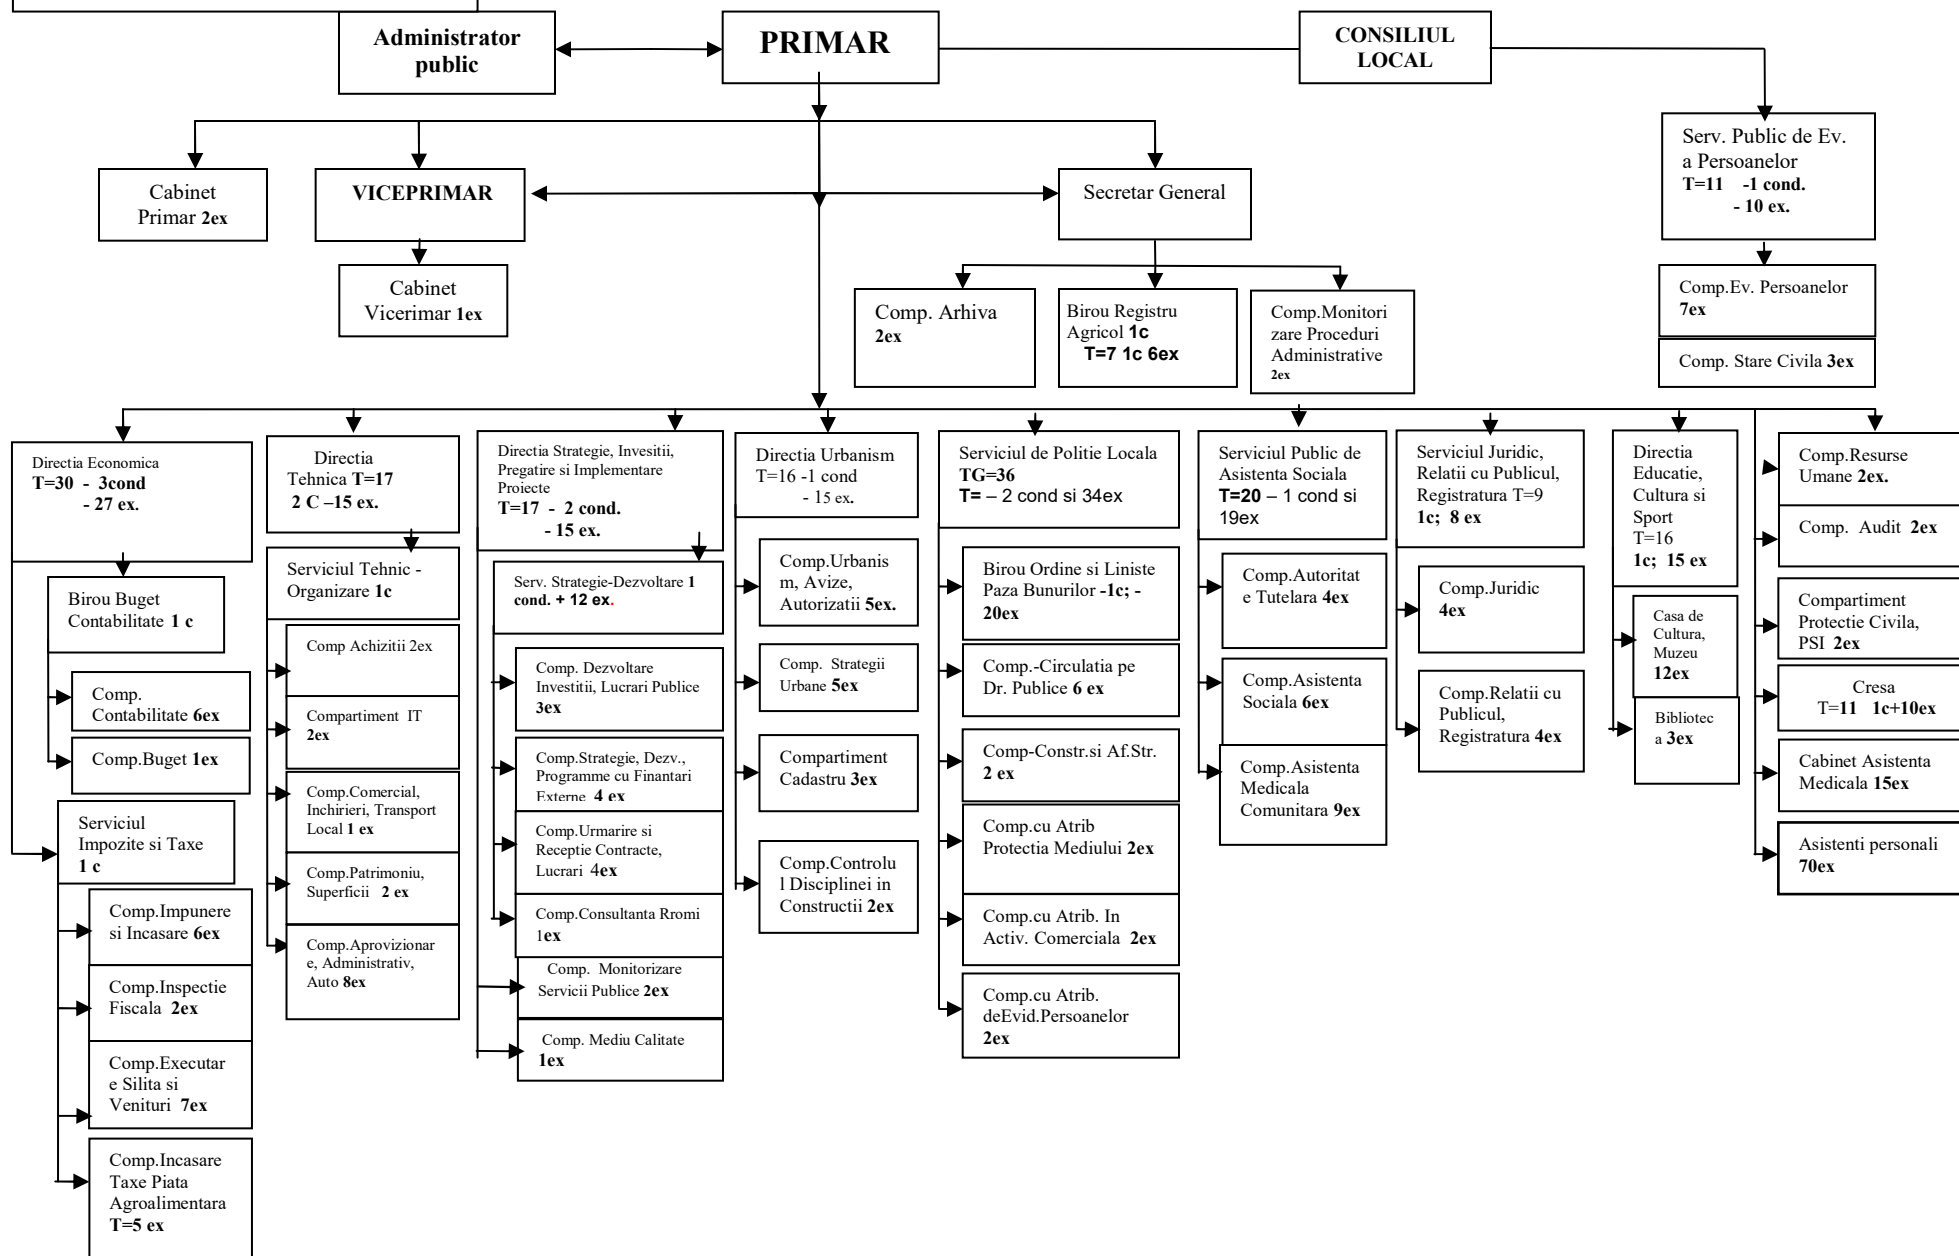 Administrator
public
PRIMAR
CONSILIUL
LOCAL
Serv. Public de Ev.
a Persoanelor
T=11 -1 cond.
- 10 ex.
Cabinet
Primar 2ex
VICEPRIMAR
Secretar General
Cabinet
Vicerimar 1ex
Comp. Arhiva
2ex
Birou Registru
Agricol 1c
T=7 1c 6ex
Comp.Monitori
zare Proceduri
Administrative
2ex
Comp.Ev. Persoanelor
7ex
Comp. Stare Civila 3ex
Directia Economica
T=30 - 3cond
- 27 ex.
Birou Buget
Contabilitate 1 c
Comp.
Contabilitate 6ex
Comp.Buget 1ex
Serviciul
Impozite si Taxe
1 c
Comp.Impunere
si Incasare 6ex
Comp.Inspectie
Fiscala 2ex
Comp.Executar
e Silita si
Venituri 7ex
Comp.Incasare
Taxe Piata
Agroalimentara
T=5 ex
Directia
Tehnica T=17
2 C –15 ex.
Serviciul Tehnic -
Organizare 1c
Comp Achizitii 2ex
Compartiment IT
2ex
Comp.Comercial,
Inchirieri, Transport
Local 1 ex
Comp.Patrimoniu,
Superficii 2 ex
Comp.Aprovizionar
e, Administrativ,
Auto 8ex
Directia Strategie, Invesitii,
Pregatire si Implementare
Proiecte
T=17 - 2 cond.
- 15 ex.
Serv. Strategie-Dezvoltare 1
cond. + 12 ex.
Comp. Dezvoltare
Investitii, Lucrari Publice
3ex
Comp.Strategie, Dezv.,
Programme cu Finantari
Externe 4 ex
Comp.Urmarire si
Receptie Contracte,
Lucrari 4ex
Comp.Consultanta Rromi
1ex
Comp. Monitorizare
Servicii Publice 2ex
Comp. Mediu Calitate
1ex
Directia Urbanism
T=16 -1 cond
- 15 ex.
Comp.Urbanis
m, Avize,
Autorizatii 5ex.
Comp. Strategii
Urbane 5ex
Compartiment
Cadastru 3ex
Comp.Controlu
l Disciplinei in
Constructii 2ex
Serviciul de Politie Locala
TG=36
T= – 2 cond si 34ex
Birou Ordine si Liniste
Paza Bunurilor -1c; -
20ex
Comp.-Circulatia pe
Dr. Publice 6 ex
Comp-Constr.si Af.Str.
2 ex
Comp.cu Atrib
Protectia Mediului 2ex
Comp.cu Atrib. In
Activ. Comerciala 2ex
Comp.cu Atrib.
deEvid.Persoanelor
2ex
Serviciul Public de
Asistenta Sociala
T=20 – 1 cond si
19ex
Comp.Autoritat
e Tutelara 4ex
Comp.Asistenta
Sociala 6ex
Comp.Asistenta
Medicala
Comunitara 9ex
Serviciul Juridic,
Relatii cu Publicul,
Registratura T=9
1c; 8 ex
Comp.Juridic
4ex
Comp.Relatii cu
Publicul,
Registratura 4ex
Directia
Educatie,
Cultura si
Sport
T=16
1c; 15 ex
Casa de
Cultura,
Muzeu
12ex
Bibliotec
a 3ex
Comp.Resurse
Umane 2ex.
Comp. Audit 2ex
Compartiment
Protectie Civila,
PSI 2ex
Cresa
T=11 1c+10ex
Cabinet Asistenta
Medicala 15ex
Asistenti personali
70ex